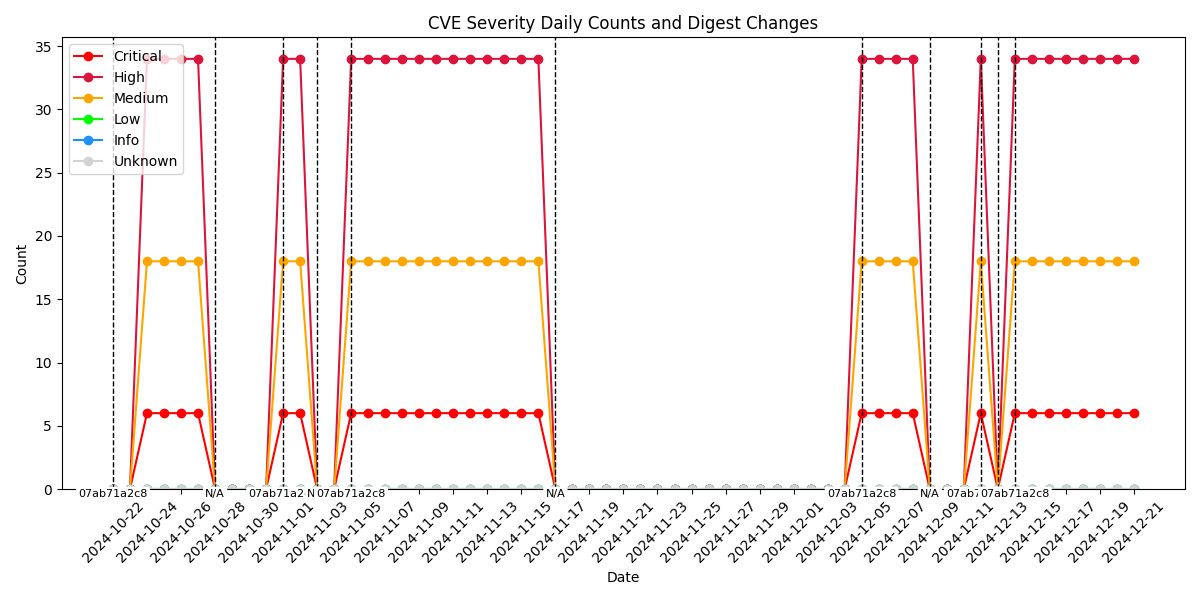 CVE Severity Daily Counts and Digest Changes
Critical
High
Medium
Low
Info
Unknown
Count
35
30
25
20
15
10
5
0
07ab71a2c8
N/A
07ab71a2
N
07ab71a2c8
N/A
07ab71a2c8
N/A
07ab7
07ab71a2c8
2024-10-22
2024-10-24
2024-10-26
2024-10-28
2024-10-30
2024-11-01
2024-11-03
2024-11-05
2024-11-07
2024-11-09
2024-11-11
2024-11-13
2024-11-15
2024-11-17
2024-11-19
2024-11-21
2024-11-23
2024-11-25
2024-11-27
2024-11-29
2024-12-01
2024-12-03
2024-12-05
2024-12-07
2024-12-09
2024-12-11
2024-12-13
2024-12-15
2024-12-17
2024-12-19
2024-12-21
Date